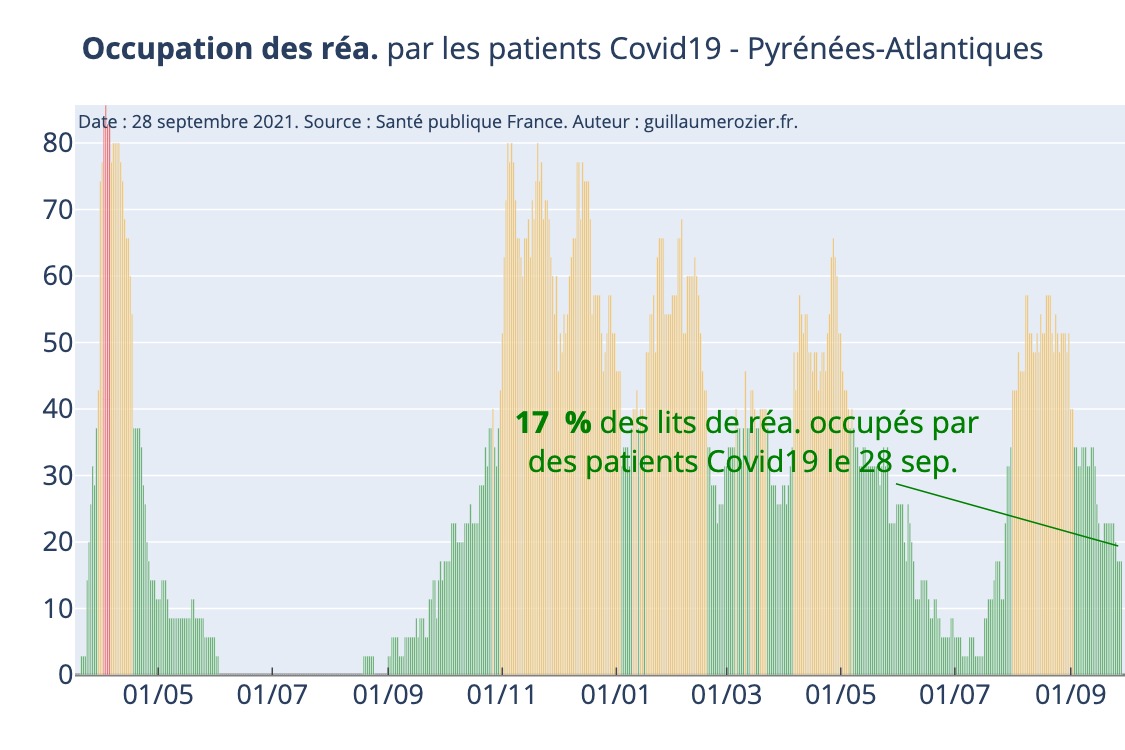 Occupation des réa. par les patients Covid19 - Pyrénées-Atlantiques
Date : 28 septembre 2021. Source : Santé publique France. Auteur : guillaumerozier.fr.
80
70
60
50
40
30
20
10
0
17 % des lits de réa. occupés par
des patients Covid19 le 28 sep.
01/05 01/07 01/09 01/11 01/01 01/03 01/05 01/07 01/09